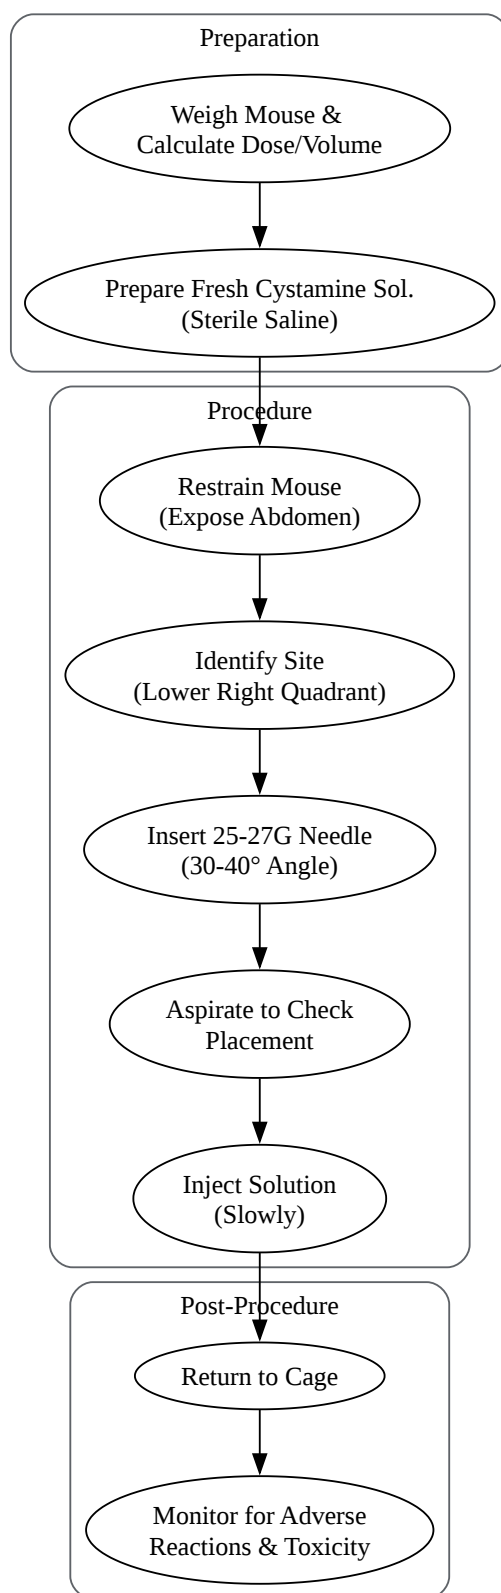 Preparation
Weigh Mouse &
Calculate Dose/Volume
Prepare Fresh Cystamine Sol.
(Sterile Saline)
Procedure
Restrain Mouse
(Expose Abdomen)
Identify Site
(Lower Right Quadrant)
Insert 25-27G Needle
(30-40° Angle)
Aspirate to Check
Placement
Inject Solution
(Slowly)
Post-Procedure
Return to Cage
Monitor for Adverse
Reactions & Toxicity